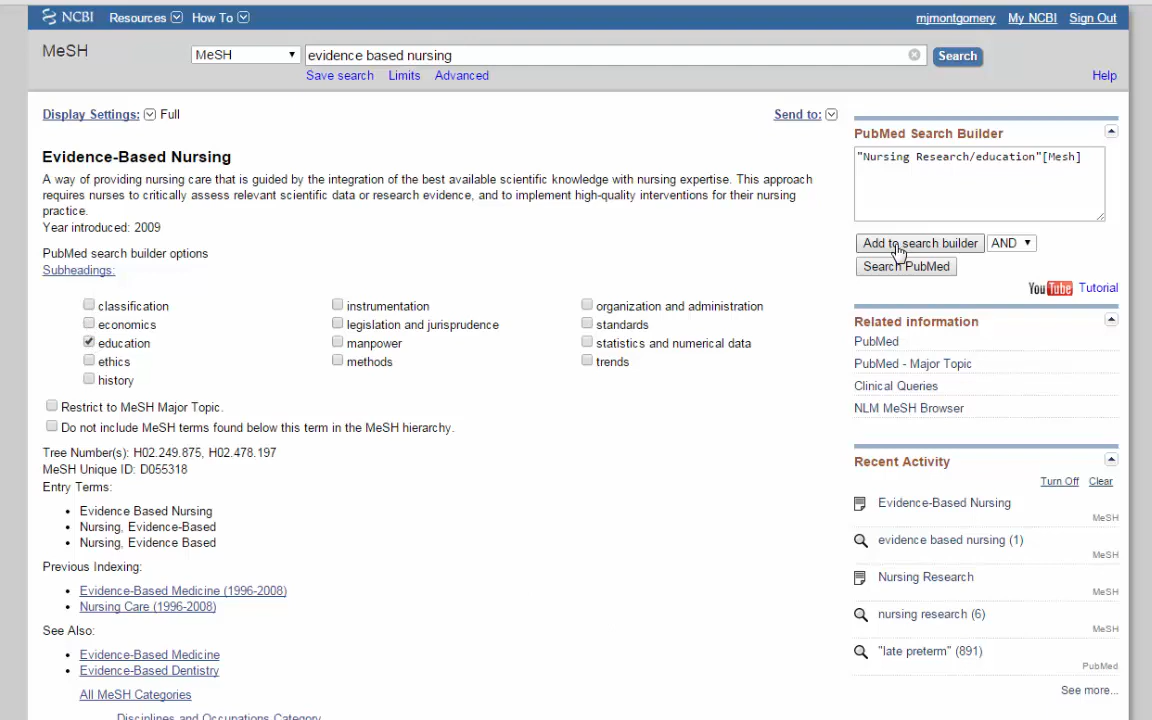 NCBI Resources How To mjmontgomery My NCBI Sign Out
MeSH MeSH evidence based nursing Search
Save search Limits Advanced Help
Display Settings: Full Send to:
Evidence-Based Nursing
A way of providing nursing care that is guided by the integration of the best available scientific knowledge with nursing expertise. This approach
requires nurses to critically assess relevant scientific data or research evidence, and to implement high-quality interventions for their nursing
practice.
Year introduced: 2009
PubMed search builder options
Subheadings:
classification instrumentation organization and administration
economics legislation and jurisprudence standards
education manpower statistics and numerical data
ethics methods trends
history
Restrict to MeSH Major Topic.
Do not include MeSH terms found below this term in the MeSH hierarchy.
Tree Number(s): H02.249.875, H02.478.197
MeSH Unique ID: D055318
Entry Terms:
Evidence Based Nursing
Nursing, Evidence-Based
Nursing, Evidence Based
Previous Indexing:
Evidence-Based Medicine (1996-2008)
Nursing Care (1996-2008)
See Also:
Evidence-Based Medicine
Evidence-Based Dentistry
All MeSH Categories
Disciplines and Occupations Category
PubMed Search Builder
"Nursing Research/education"[Mesh]
Add to search builder AND
Search PubMed
YouTube Tutorial
Related information
PubMed
PubMed - Major Topic
Clinical Queries
NLM MeSH Browser
Recent Activity
Turn Off Clear
Evidence-Based Nursing
MeSH
evidence based nursing (1)
MeSH
Nursing Research
MeSH
nursing research (6)
MeSH
"late preterm" (891)
PubMed
See more...